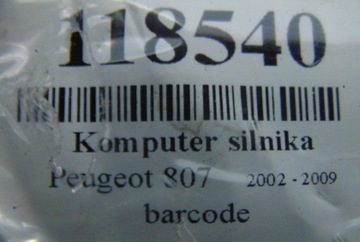 118540
Komputer silnika
Peugeot 807 2002 - 2009
barcode